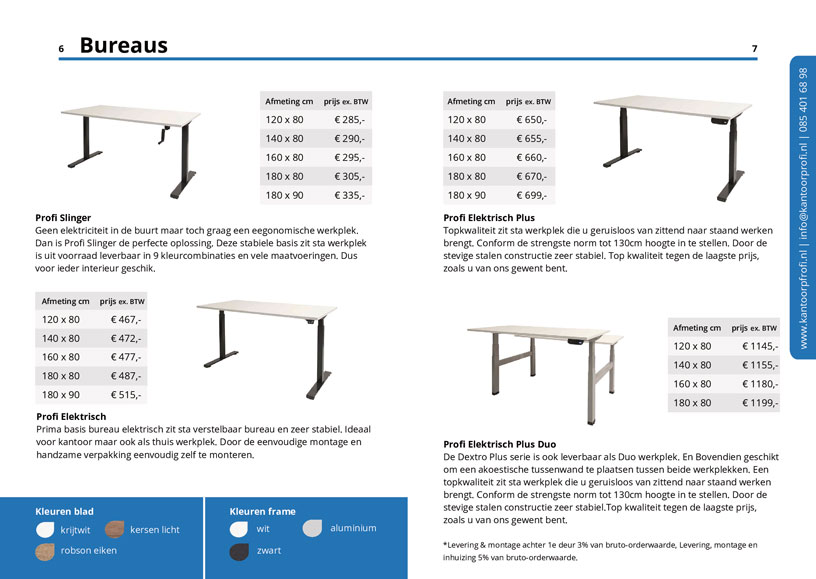 6 Bureaus
Afmeting cm prijs ex. BTW
120 x 80 € 285,-
140 x 80 € 290,-
160 x 80 € 295,-
180 x 80 € 305,-
180 x 90 € 335,-
Profi Slinger
Geen elektriciteit in de buurt maar toch graag een eegonomische werkplek.
Dan is Profi Slinger de perfecte oplossing. Deze stabiele basis zit sta werkplek
is uit voorraad leverbaar in 9 kleurcombinaties en vele maatvoeringen. Dus
voor ieder interieur geschik.
Afmeting cm prijs ex. BTW
120 x 80 € 467,-
140 x 80 € 472,-
160 x 80 € 477,-
180 x 80 € 487,-
180 x 90 € 515,-
Profi Elektrisch
Prima basis bureau elektrisch zit sta verstelbaar bureau en zeer stabiel. Ideaal
voor kantoor maar ook als thuis werkplek. Door de eenvoudige montage en
handzame verpakking eenvoudig zelf te monteren.
Kleuren blad
krijtwit kersen licht
robson eiken
Kleuren frame
wit aluminium
zwart
7
Afmeting cm prijs ex. BTW
120 x 80 € 650,-
140 x 80 € 655,-
160 x 80 € 660,-
180 x 80 € 670,-
180 x 90 € 699,-
Profi Elektrisch Plus
Topkwaliteit zit sta werkplek die u geruisloos van zittend naar staand werken
brengt. Conform de strengste norm tot 130cm hoogte in te stellen. Door de
stevige stalen constructie zeer stabiel. Top kwaliteit tegen de laagste prijs,
zoals u van ons gewent bent.
Afmeting cm prijs ex. BTW
120 x 80 € 1145,-
140 x 80 € 1155,-
160 x 80 € 1180,-
180 x 80 € 1199,-
Profi Elektrisch Plus Duo
De Dextro Plus serie is ook leverbaar als Duo werkplek. En Bovendien geschikt
om een akoestische tussenwand te plaatsen tussen beide werkplekken. Een
topkwaliteit zit sta werkplek die u geruisloos van zittend naar staand werken
brengt. Conform de strengste norm tot 130cm hoogte in te stellen. Door de
stevige stalen constructie zeer stabiel.Top kwaliteit tegen de laagste prijs,
zoals u van ons gewent bent.
*Levering & montage achter 1e deur 3% van bruto-orderwaarde, Levering, montage en
inhuizing 5% van bruto-orderwaarde.
www.kantoorpfrofi.nl | info@kantoorprofi.nl | 085 401 68 98